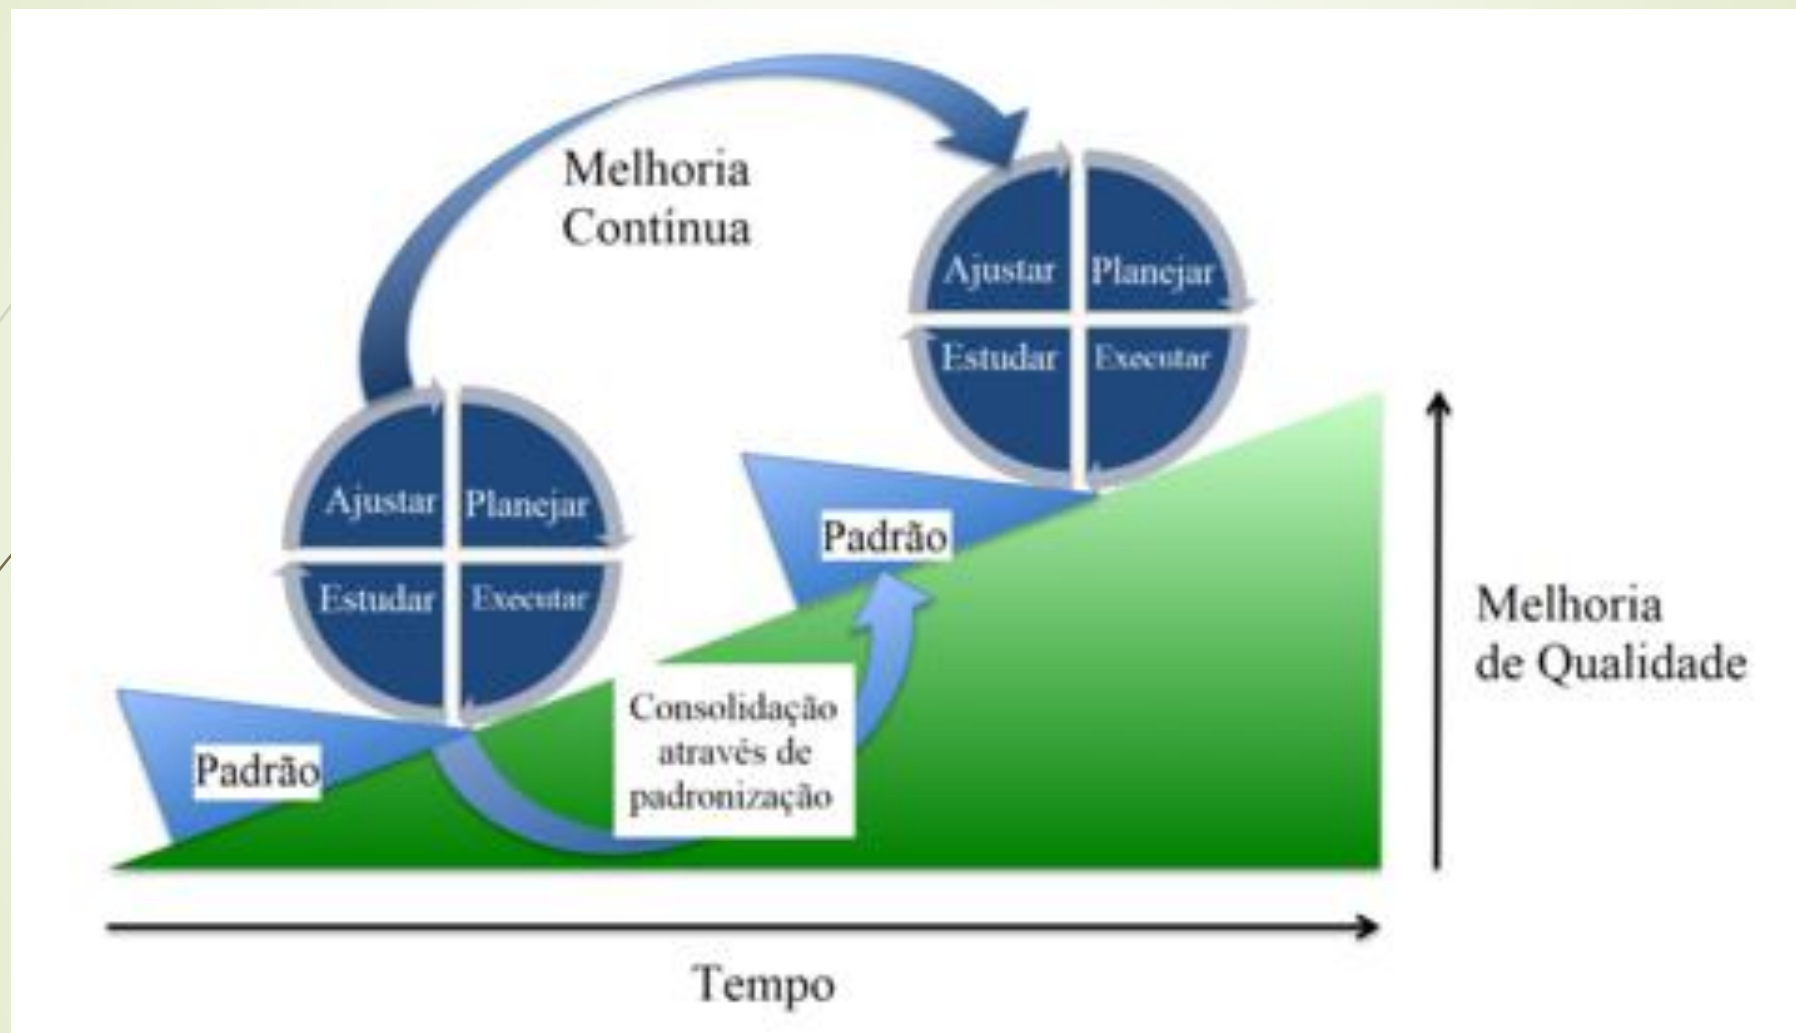 Melhoria
Contínua
Ajustar Planejar
Estudar Executar
Ajustar Planejar
Estudar Executar
Padrão
Padrão
Consolidação
através de
padronização
Melhoria
de Qualidade
Tempo